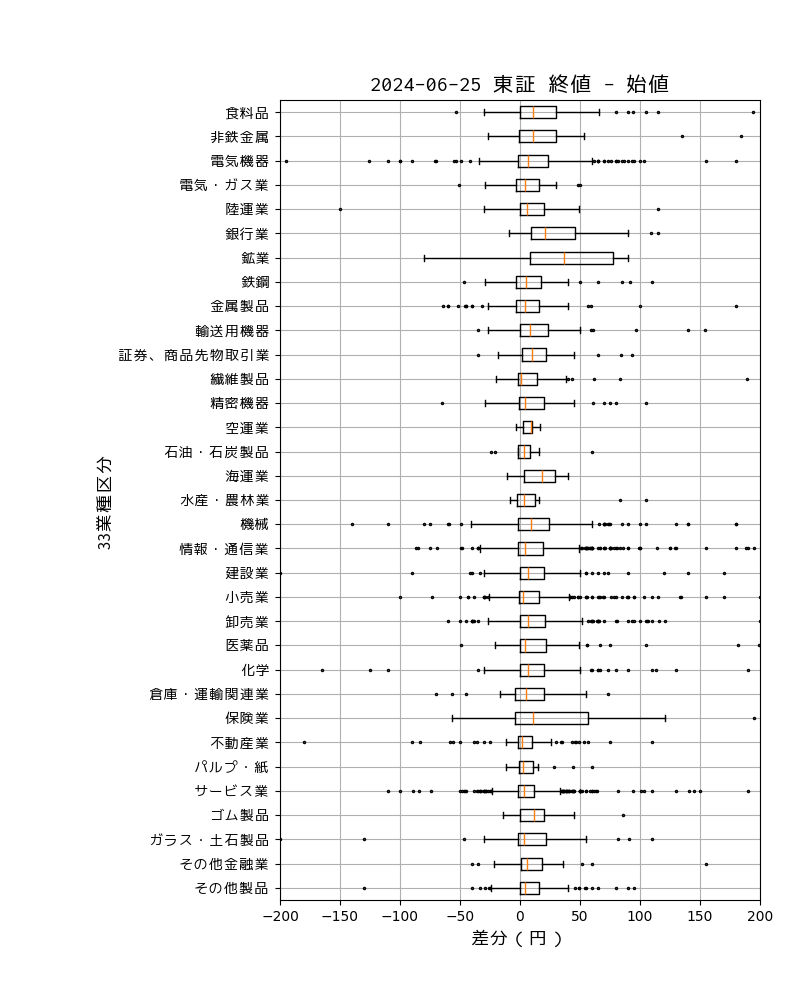 2024-06-25 東証 終値 - 始値
食料品
非鉄金属
電気機器
電気・ガス業
陸運業
銀行業
鉱業
鉄鋼
金属製品
輸送用機器
証券、商品先物取引業
繊維製品
精密機器
空運業
石油・石炭製品
海運業
水産・農林業
機械
情報・通信業
建設業
小売業
卸売業
医薬品
化学
倉庫・運輸関連業
保険業
不動産業
パルプ・紙
サービス業
ゴム製品
ガラス・土石製品
その他金融業
その他製品
33業種区分
−200 −150 −100 −50 0 50 100 150 200
差分（円）